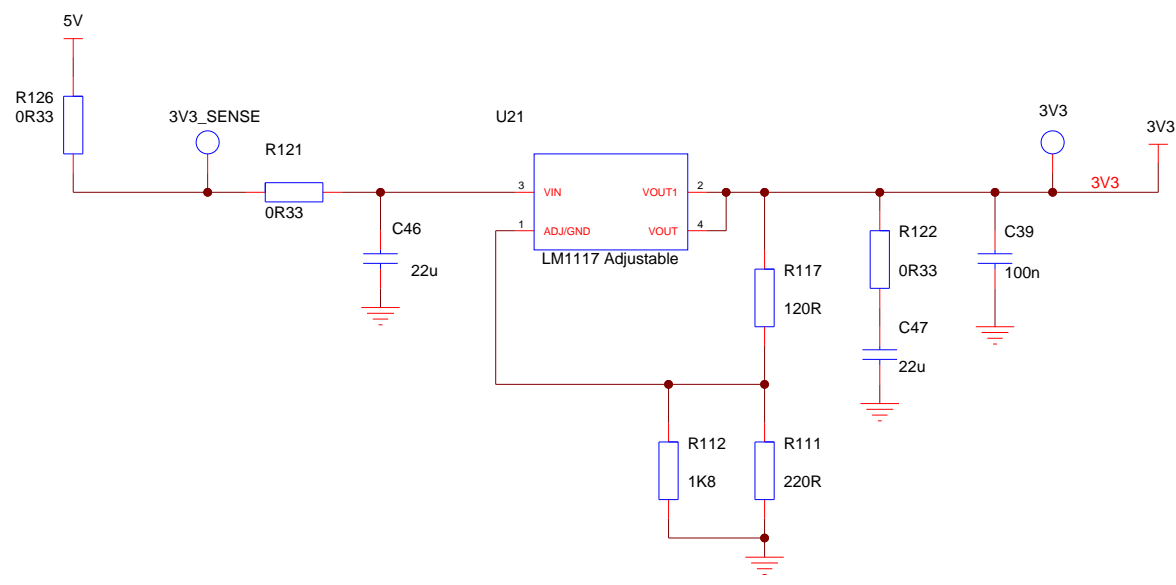 5V
R126
0R33
3V3_SENSE
R121
0R33
C46
22u
U21
3
VIN
1
ADJ/GND
VOUT1
2
VOUT
4
LM1117 Adjustable
R117
120R
R112
1K8
R111
220R
R122
0R33
C47
22u
C39
100n
3V3
3V3
3V3